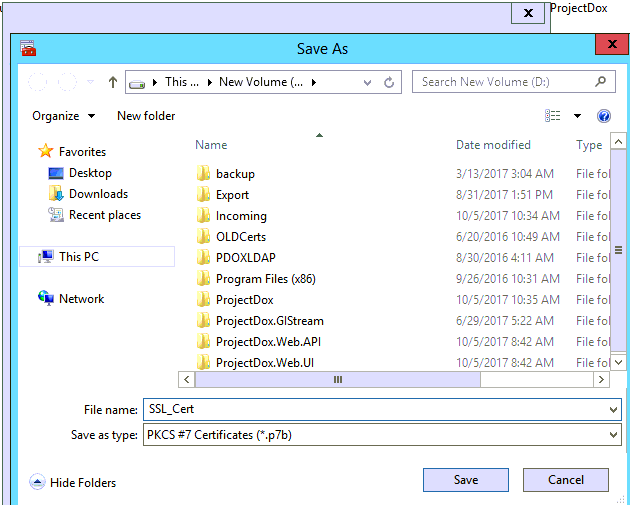 ProjectDox
Save As
This ... New Volume (... Search New Volume (D:)
Organize New folder
Name Date modified Type
Favorites
Desktop
Downloads
Recent places
This PC
Network
backup 3/13/2017 3:04 AM File fol
Export 8/31/2017 1:51 PM File fol
Incoming 10/5/2017 10:34 AM File fol
OLDCerts 6/20/2016 10:49 AM File fol
PDOXLDAP 8/30/2016 4:11 AM File fol
Program Files (x86) 9/26/2016 10:31 AM File fol
ProjectDox 10/5/2017 10:35 AM File fol
ProjectDox.GIStream 6/29/2017 5:22 AM File fol
ProjectDox.Web.API 10/5/2017 8:42 AM File fol
ProjectDox.Web.UI 10/5/2017 8:42 AM File fol
File name: SSL_Cert
Save as type: PKCS #7 Certificates (*.p7b)
Hide Folders Save Cancel